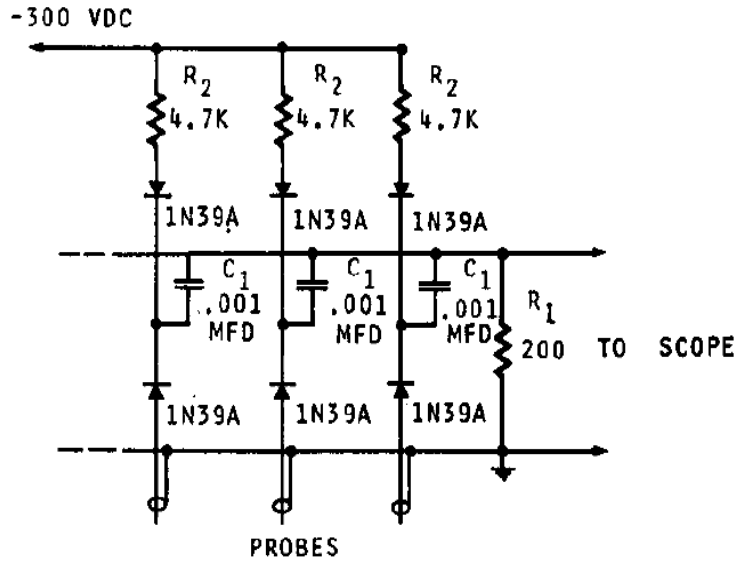 -300 VDC
R2 R2 R2
4.7K 4.7K 4.7K
1N39A 1N39A 1N39A
C1 C1 C1
.001 .001 .001 R1
MFD MFD MFD 200 TO SCOPE
1N39A 1N39A 1N39A
PROBES